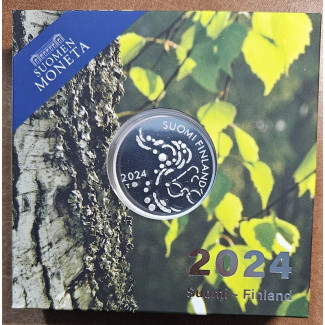 SUOMEN
MONETA
SUOMI FINLAND
2024
2024
Suomi - Finland